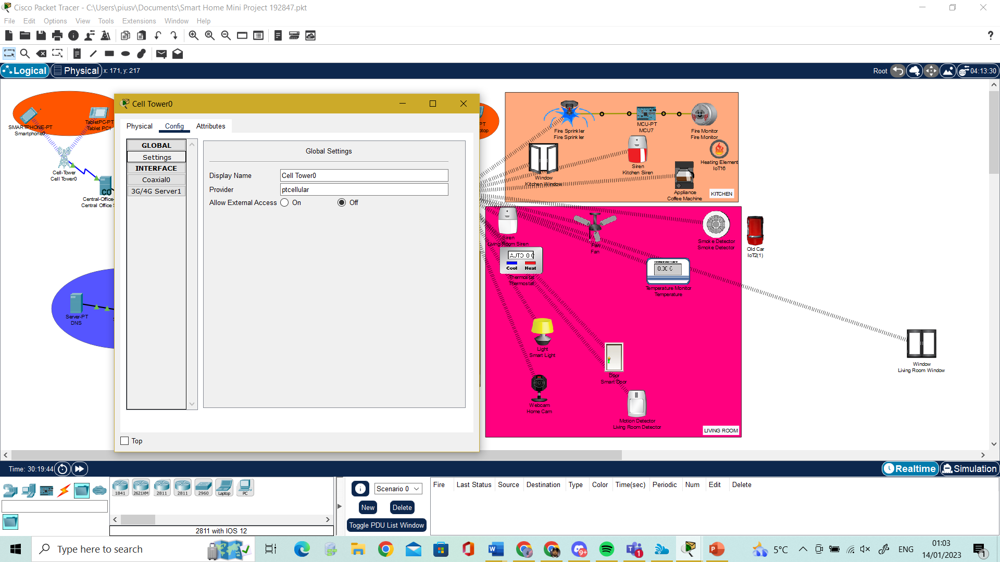 Cisco Packet Tracer - C:\Users\piusv\Documents\Smart Home Mini Project 192847.pkt
File Edit Options View Tools Extensions Window Help
Logical Physical x: 171, y: 217
Root 04:13:30
SMARTPHONE-PT
Smartphone0
TabletPC-PT
Tablet PC1
Cell-Tower
Cell Tower0
Central-Office-
Central Office
CO
Server-PT
DNS
Cell Tower0
Physical Config Attributes
GLOBAL
Settings
INTERFACE
Coaxial0
3G/4G Server1
Global Settings
Display Name Cell Tower0
Provider ptcellular
Allow External Access On Off
Top
Fire Sprinkler
Fire Sprinkler
MCU-PT
MCU7
Fire Monitor
Fire Monitor
Siren
Kitchen Siren
Heating Element
IoT16
Window
Kitchen Window
Appliance
Coffee Machine
KITCHEN
Siren
Living Room Siren
Fan
Fan
Smoke Detector
Smoke Detector
Old Car
IoT2(1)
AUTO 0 C
Cool Heat
Thermostat
Thermostat
TEMPERATURE
0.00 C
Temperature Monitor
Temperature
Light
Smart Light
Door
Smart Door
Window
Living Room Window
Webcam
Home Cam
Motion Detector
Living Room Detector
LIVING ROOM
Time: 30:19:44
Realtime Simulation
1841 2621XM 2811 2811 2960 Laptop PC
2811 with IOS 12
Scenario 0
New Delete
Toggle PDU List Window
Fire Last Status Source Destination Type Color Time(sec) Periodic Num Edit Delete
Type here to search
9+
1
5°C
ENG
01:03
14/01/2023
1